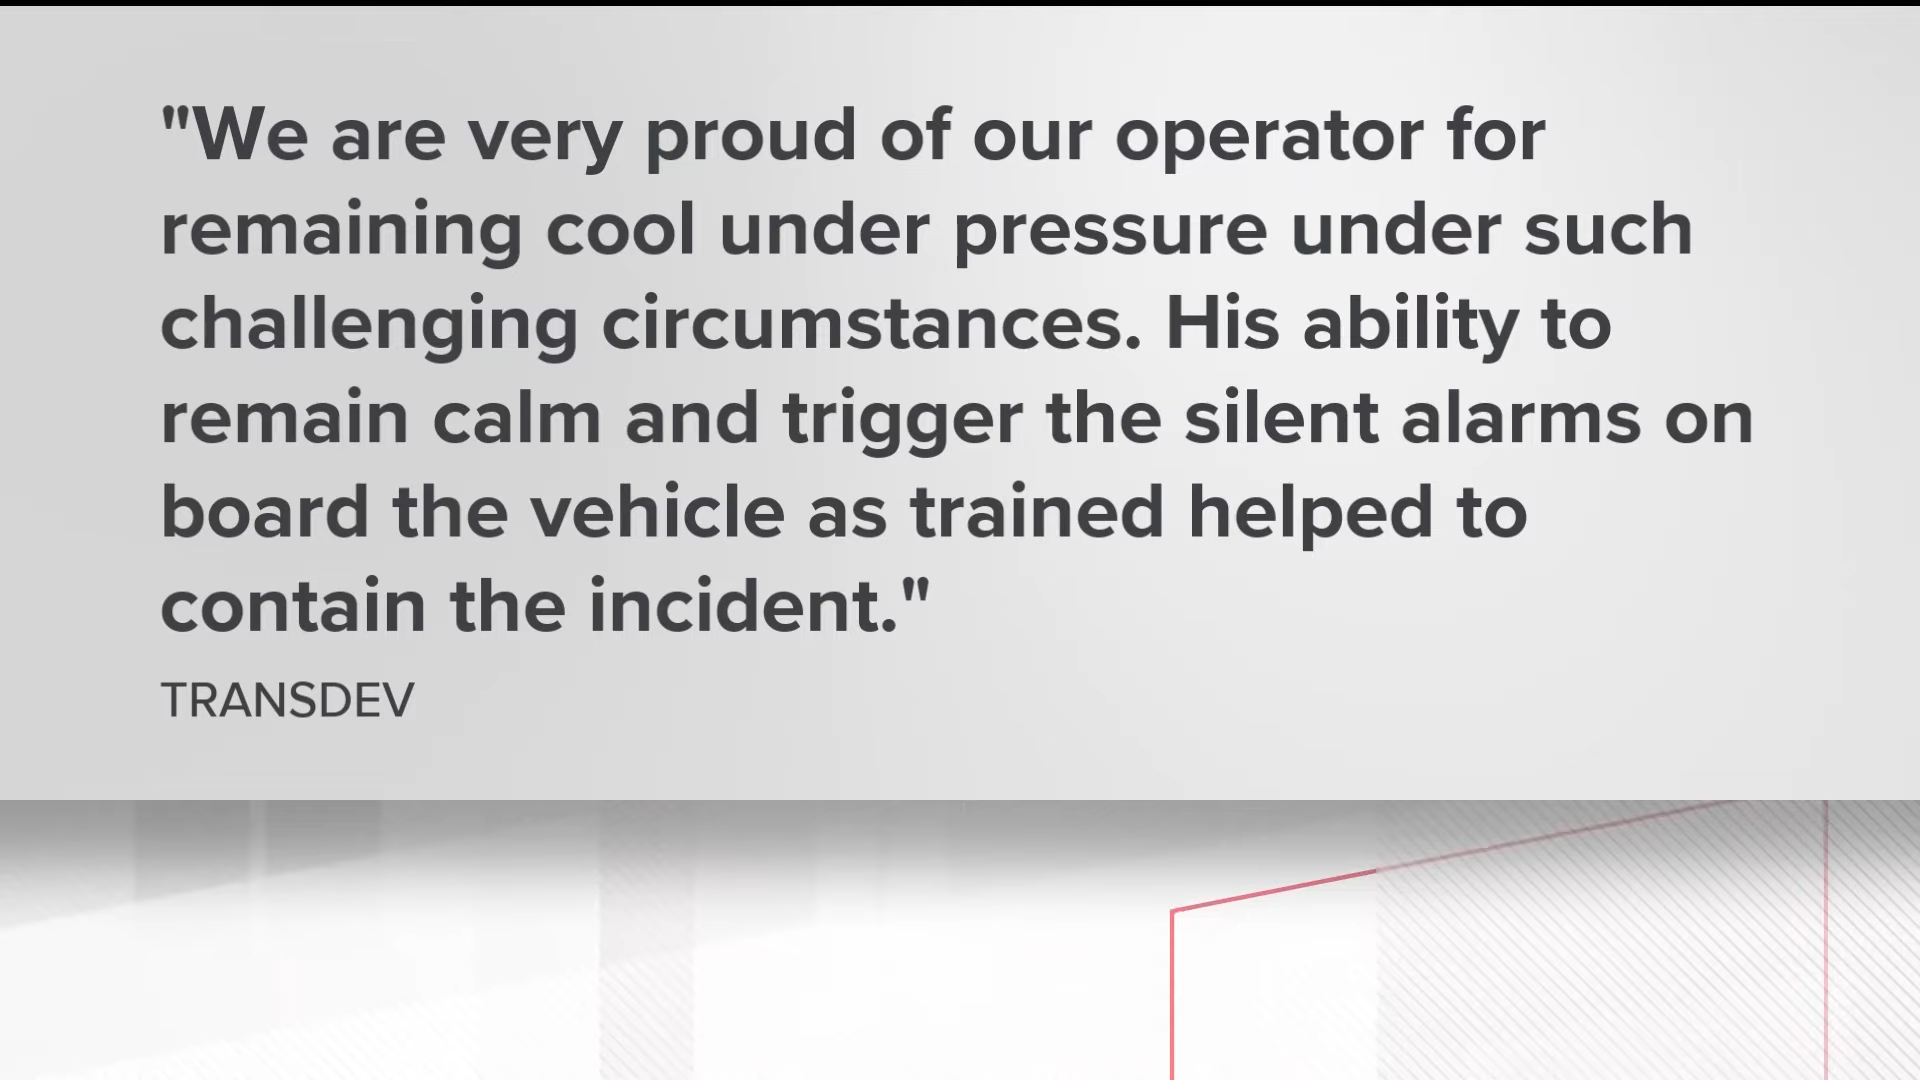 "We are very proud of our operator for
remaining cool under pressure under such
challenging circumstances. His ability to
remain calm and trigger the silent alarms on
board the vehicle as trained helped to
contain the incident."
TRANSDEV